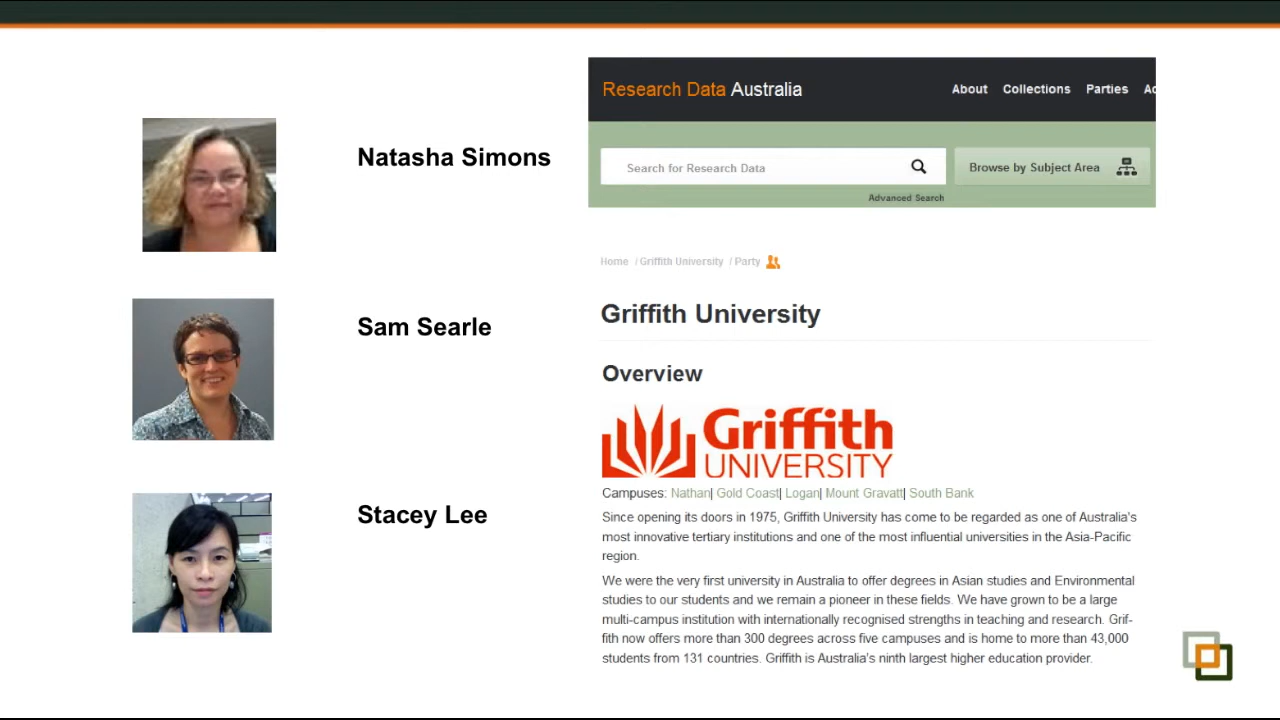 Natasha Simons
Sam Searle
Stacey Lee
Research Data Australia
About Collections Parties Ac
Search for Research Data
Browse by Subject Area
Advanced Search
Home / Griffith University / Party
Griffith University
Overview
Griffith
UNIVERSITY
Campuses: Nathan| Gold Coast| Logan| Mount Gravatt| South Bank
Since opening its doors in 1975, Griffith University has come to be regarded as one of Australia's
most innovative tertiary institutions and one of the most influential universities in the Asia-Pacific
region.
We were the very first university in Australia to offer degrees in Asian studies and Environmental
studies to our students and we remain a pioneer in these fields. We have grown to be a large
multi-campus institution with internationally recognised strengths in teaching and research. Grif-
fith now offers more than 300 degrees across five campuses and is home to more than 43,000
students from 131 countries. Griffith is Australia's ninth largest higher education provider.